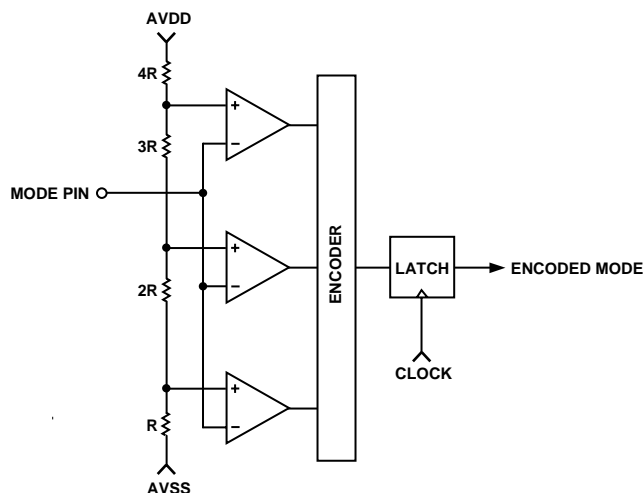 AVDD
4R
+
3R
−
MODE PIN
+
ENCODER
LATCH
ENCODED MODE
2R
−
CLOCK
+
R
−
AVSS